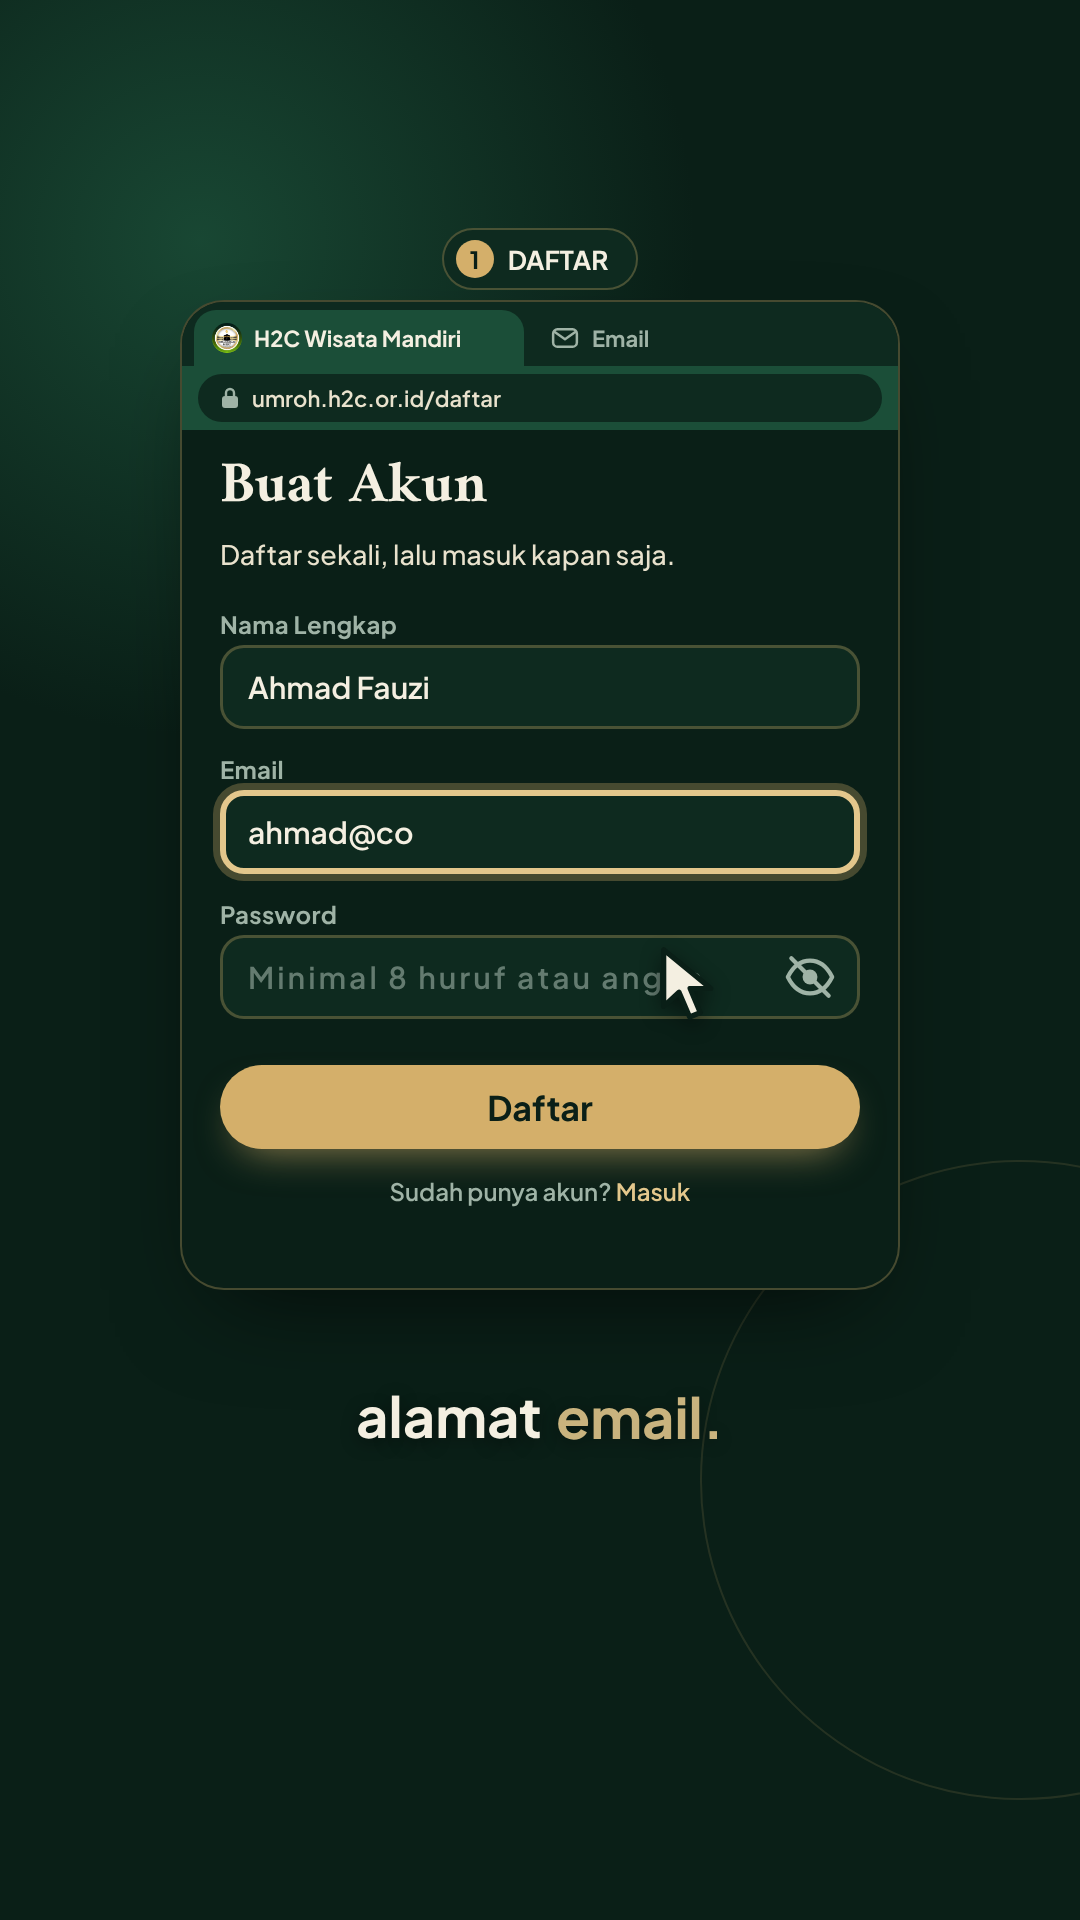 1 DAFTAR
H2C Wisata Mandiri
Email
umroh.h2c.or.id/daftar
Buat Akun
Daftar sekali, lalu masuk kapan saja.
Nama Lengkap
Ahmad Fauzi
Email
ahmad@co
Password
Minimal 8 huruf atau ang
Daftar
Sudah punya akun? Masuk
alamat email.